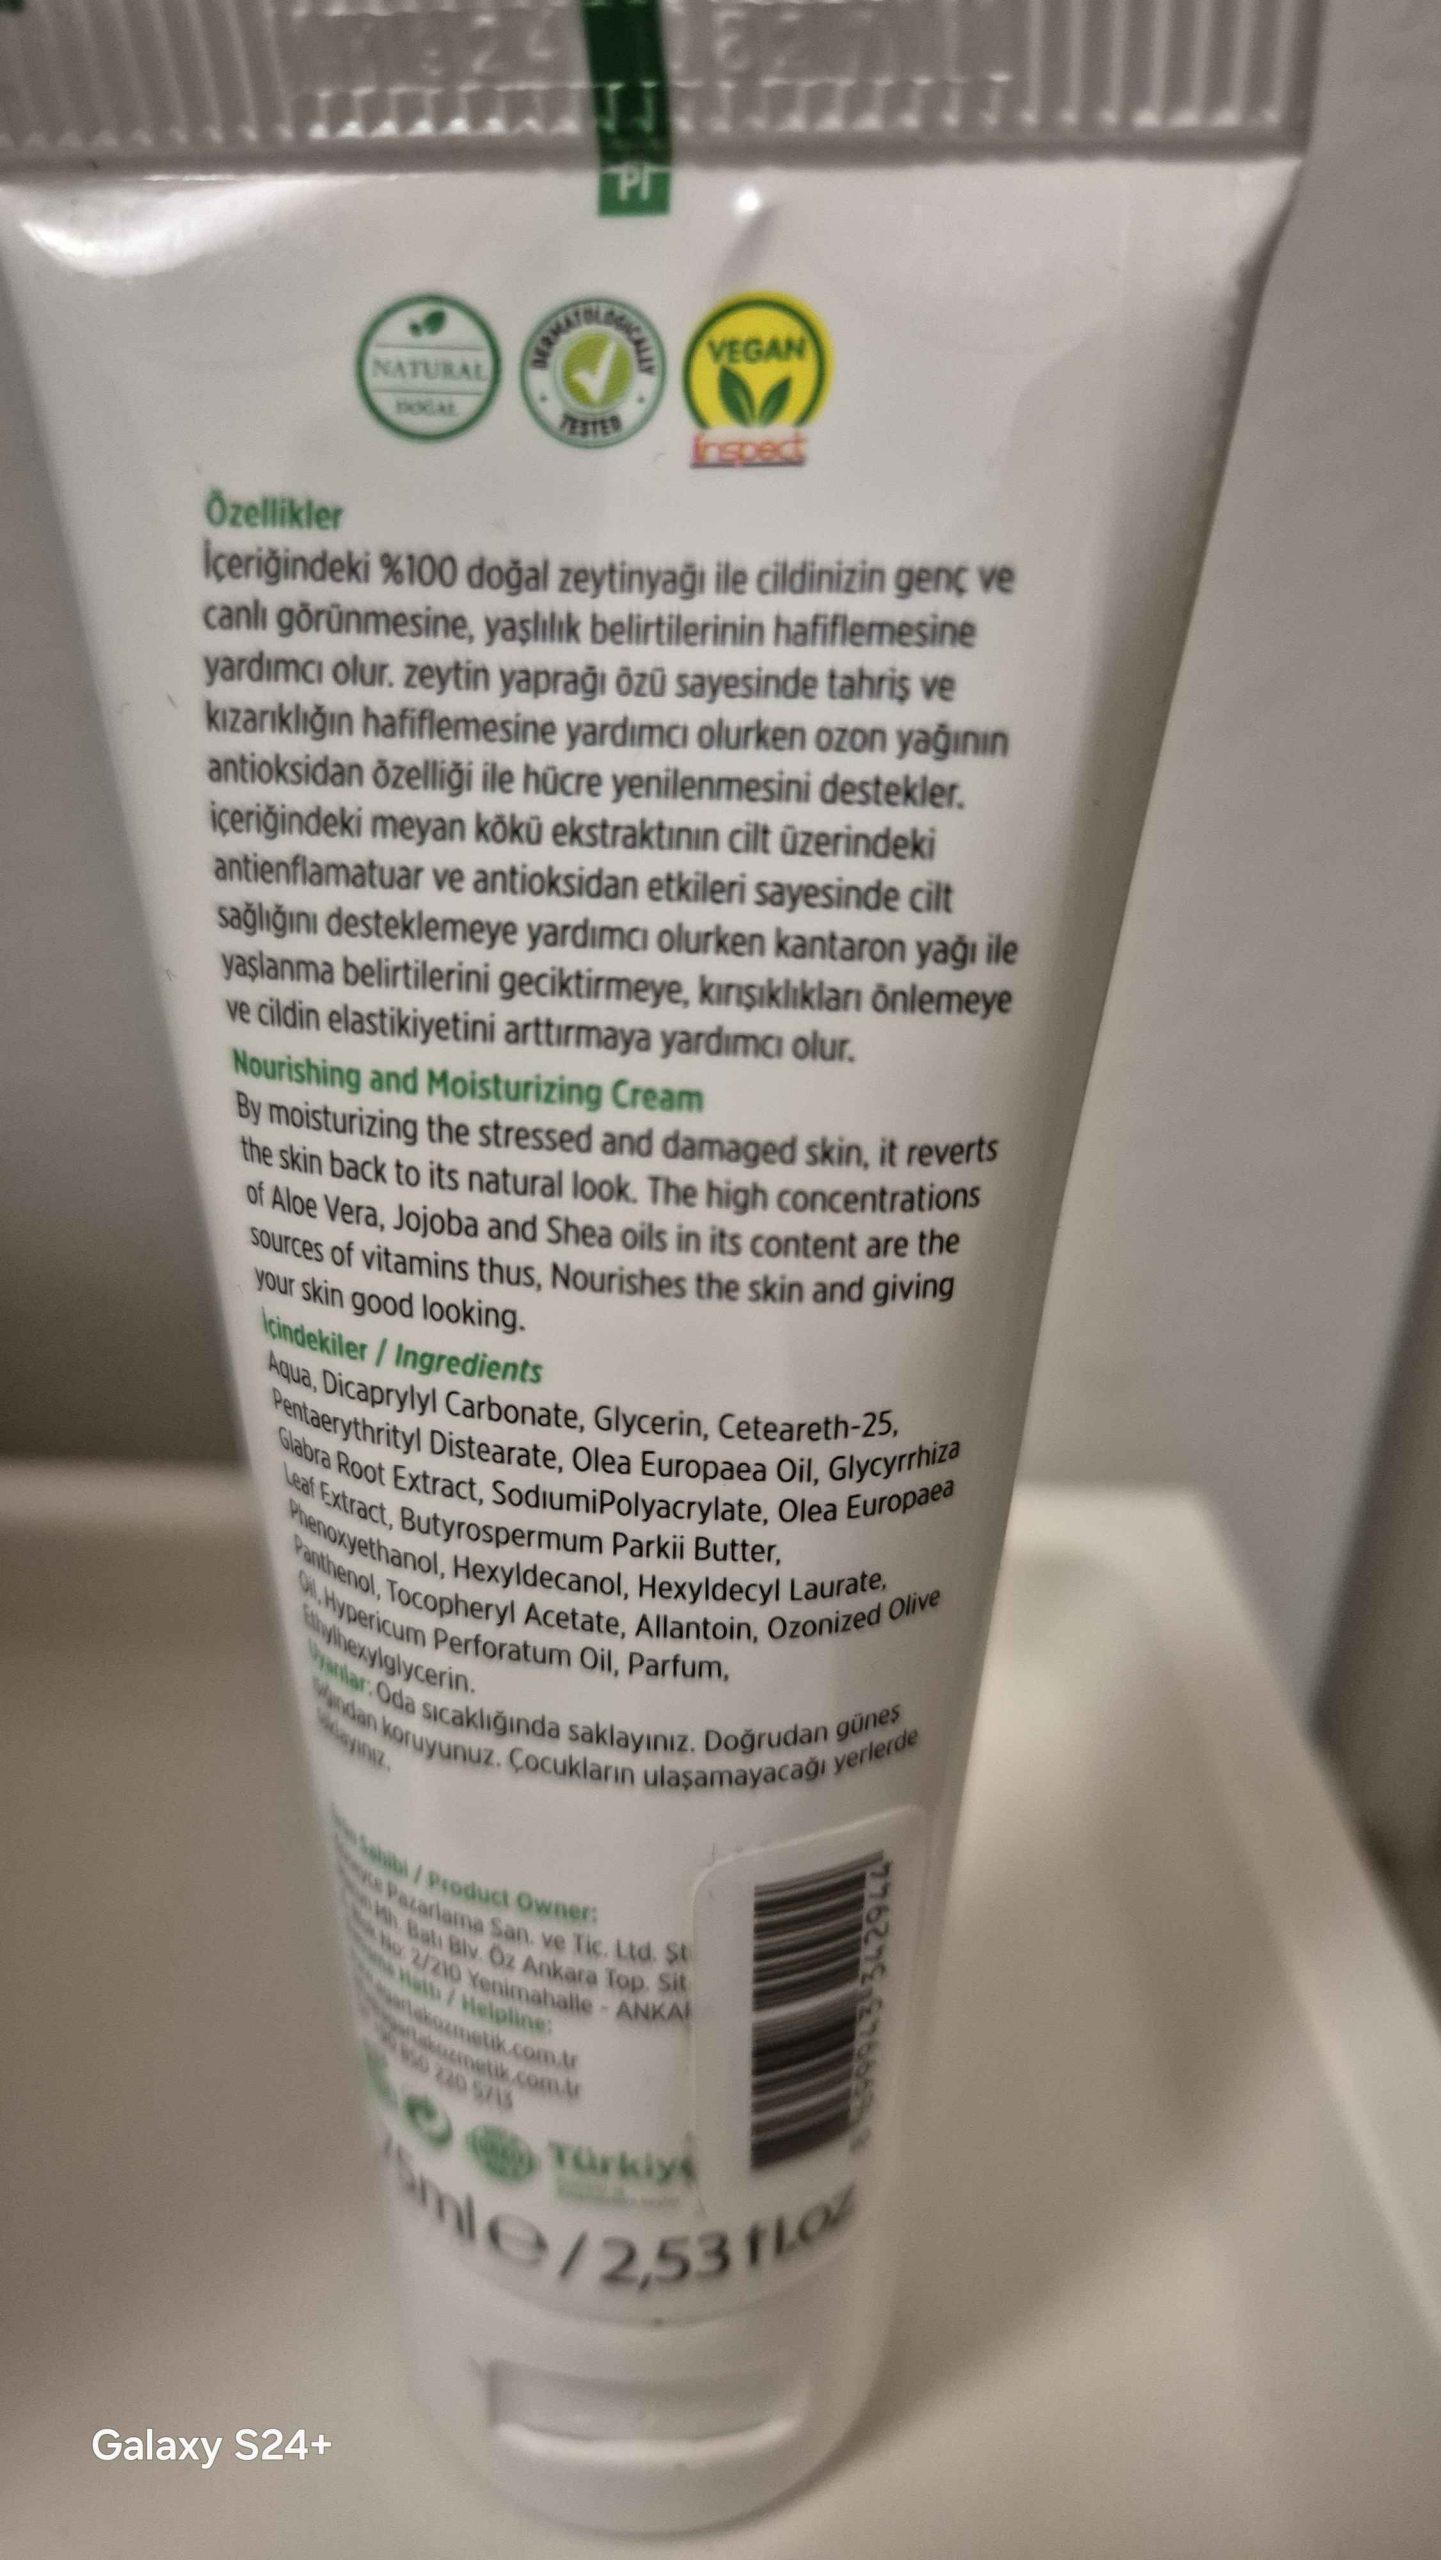 NATURAL
DOĞAL
DERMATOLOGICALLY
TESTED
VEGAN
Inspect
Özellikler
İçeriğindeki %100 doğal zeytinyağı ile cildinizin genç ve
canlı görünmesine, yaşlılık belirtilerinin hafiflemesine
yardımcı olur. zeytin yaprağı özü sayesinde tahriş ve
kızarıklığın hafiflemesine yardımcı olurken ozon yağının
antioksidan özelliği ile hücre yenilenmesini destekler.
içeriğindeki meyan kökü ekstraktının cilt üzerindeki
antienflamatuar ve antioksidan etkileri sayesinde cilt
sağlığını desteklemeye yardımcı olurken kantaron yağı ile
yaşlanma belirtilerini geciktirmeye, kırışıklıkları önlemeye
ve cildin elastikiyetini arttırmaya yardımcı olur.
Nourishing and Moisturizing Cream
By moisturizing the stressed and damaged skin, it reverts
the skin back to its natural look. The high concentrations
of Aloe Vera, Jojoba and Shea oils in its content are the
sources of vitamins thus, Nourishes the skin and giving
your skin good looking.
İçindekiler / Ingredients
Aqua, Dicaprylyl Carbonate, Glycerin, Ceteareth-25,
Pentaerythrityl Distearate, Olea Europaea Oil, Glycyrrhiza
Glabra Root Extract, SodıumiPolyacrylate, Olea Europaea
Leaf Extract, Butyrospermum Parkii Butter,
Phenoxyethanol, Hexyldecanol, Hexyldecyl Laurate,
Panthenol, Tocopheryl Acetate, Allantoin, Ozonized Olive
Oil, Hypericum Perforatum Oil, Parfum,
Ethylhexylglycerin.
Uyarılar: Oda sıcaklığında saklayınız. Doğrudan güneş
ışığından koruyunuz. Çocukların ulaşamayacağı yerlerde
saklayınız.
Sahibi / Product Owner:
Pazarlama San. ve Tic. Ltd. Şt
Mh. Batı Blv. Öz Ankara Top. Sit
No: 2/210 Yenimahalle - ANKA
Hattı / Helpline:
850 220 5713
Türkiye
75ml e / 2,53 fl.oz
Galaxy S24+